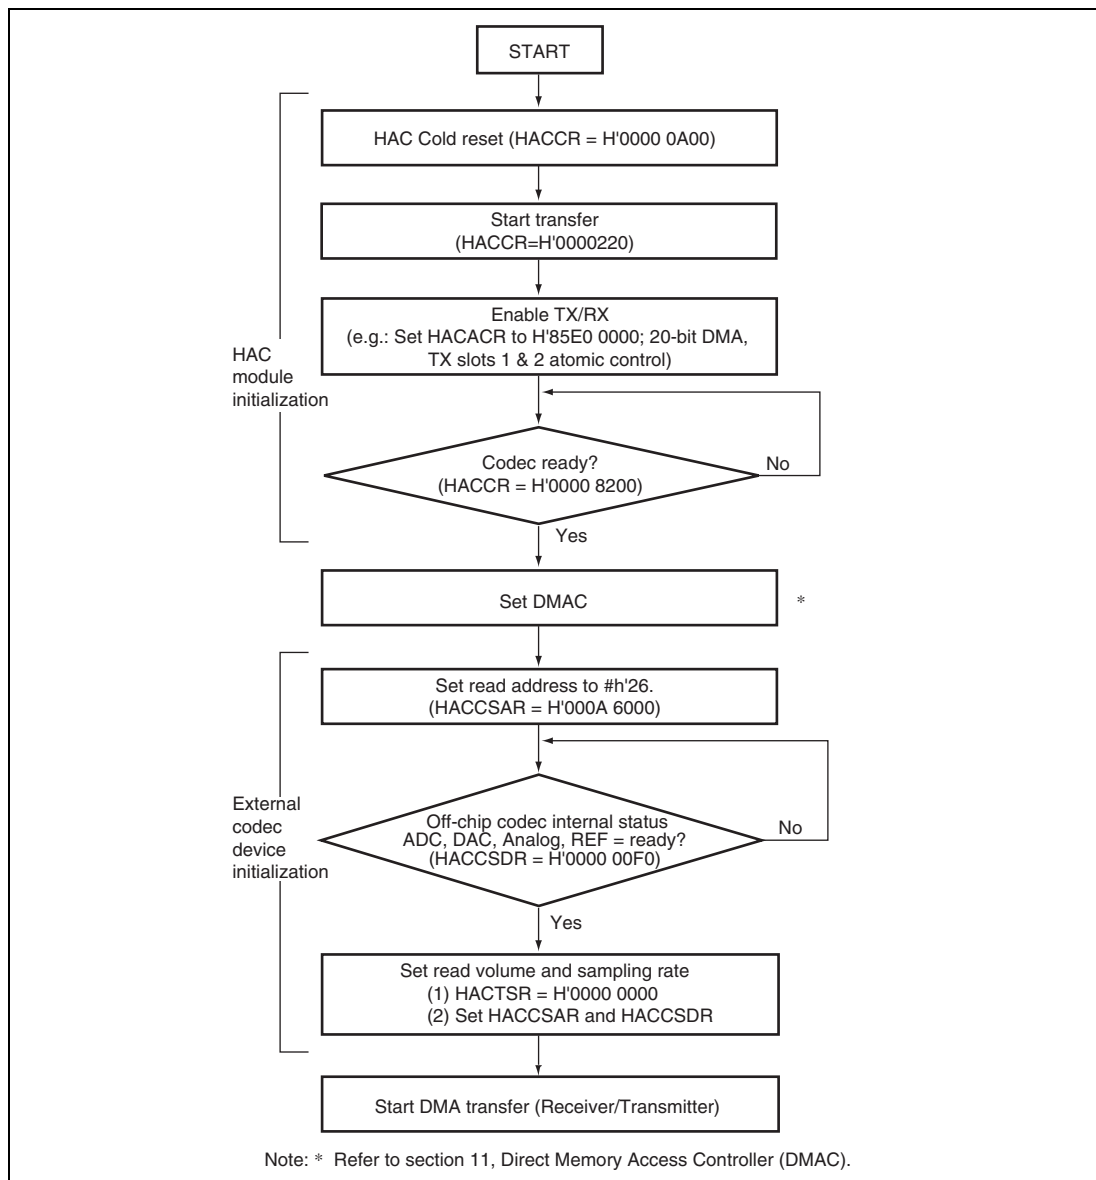 START
HAC Cold reset (HACCR = H'0000 0A00)
Start transfer
(HACCR=H'0000220)
Enable TX/RX
(e.g.: Set HACACR to H'85E0 0000; 20-bit DMA,
TX slots 1 & 2 atomic control)
HAC
module
initialization
Codec ready?
(HACCR = H'0000 8200)
No
Yes
Set DMAC
*
Set read address to #h'26.
(HACCSAR = H'000A 6000)
External
codec
device
initialization
Off-chip codec internal status
ADC, DAC, Analog, REF = ready?
(HACCSDR = H'0000 00F0)
No
Yes
Set read volume and sampling rate
(1) HACTSR = H'0000 0000
(2) Set HACCSAR and HACCSDR
Start DMA transfer (Receiver/Transmitter)
Note: * Refer to section 11, Direct Memory Access Controller (DMAC).